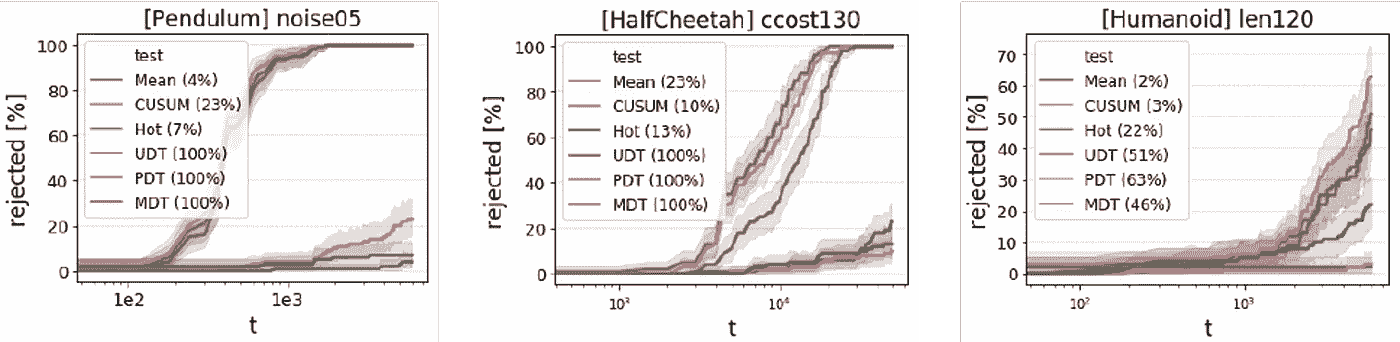 [Pendulum] noise05
rejected [%]
100
80
60
40
20
0
test
Mean (4%)
CUSUM (23%)
Hot (7%)
UDT (100%)
PDT (100%)
MDT (100%)
1e2
1e3
t
[HalfCheetah] ccost130
rejected [%]
100
80
60
40
20
0
test
Mean (23%)
CUSUM (10%)
Hot (13%)
UDT (100%)
PDT (100%)
MDT (100%)
10³
10⁴
t
[Humanoid] len120
rejected [%]
70
60
50
40
30
20
10
0
test
Mean (2%)
CUSUM (3%)
Hot (22%)
UDT (51%)
PDT (63%)
MDT (46%)
10²
10³
t